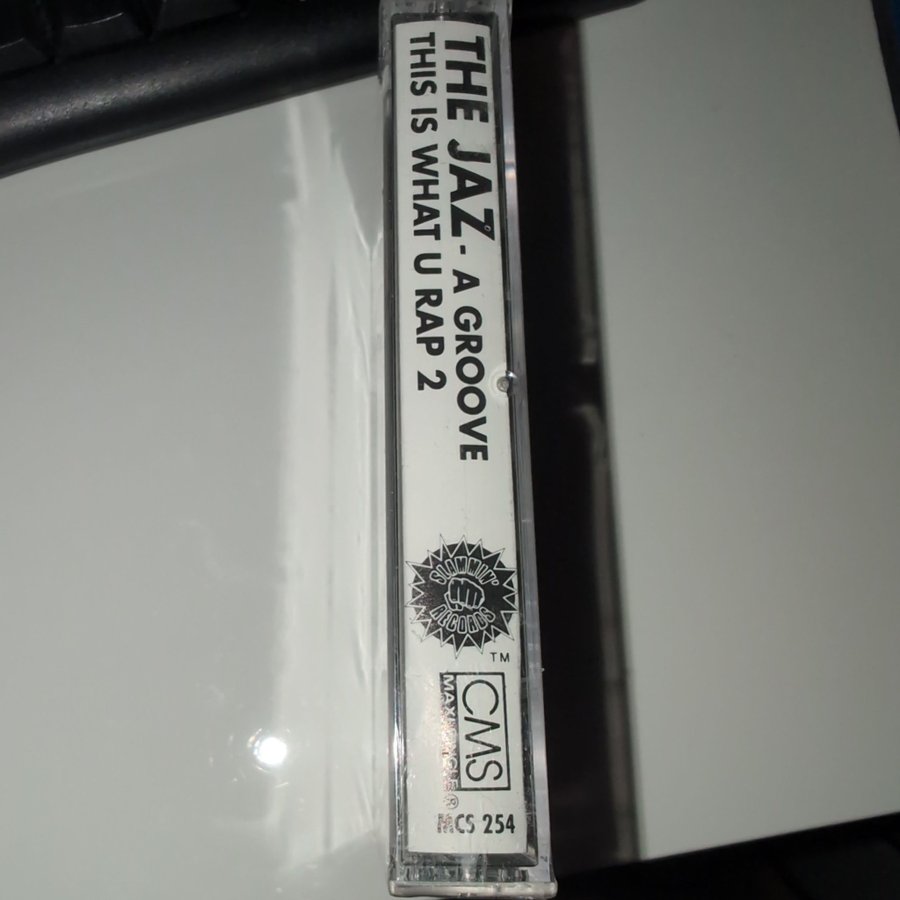 THE JAZ - A GROOVE
THIS IS WHAT U RAP 2
SLAMMIN'
RECORDS
TM
CMS
MAXI SINGLE ®
MCS 254